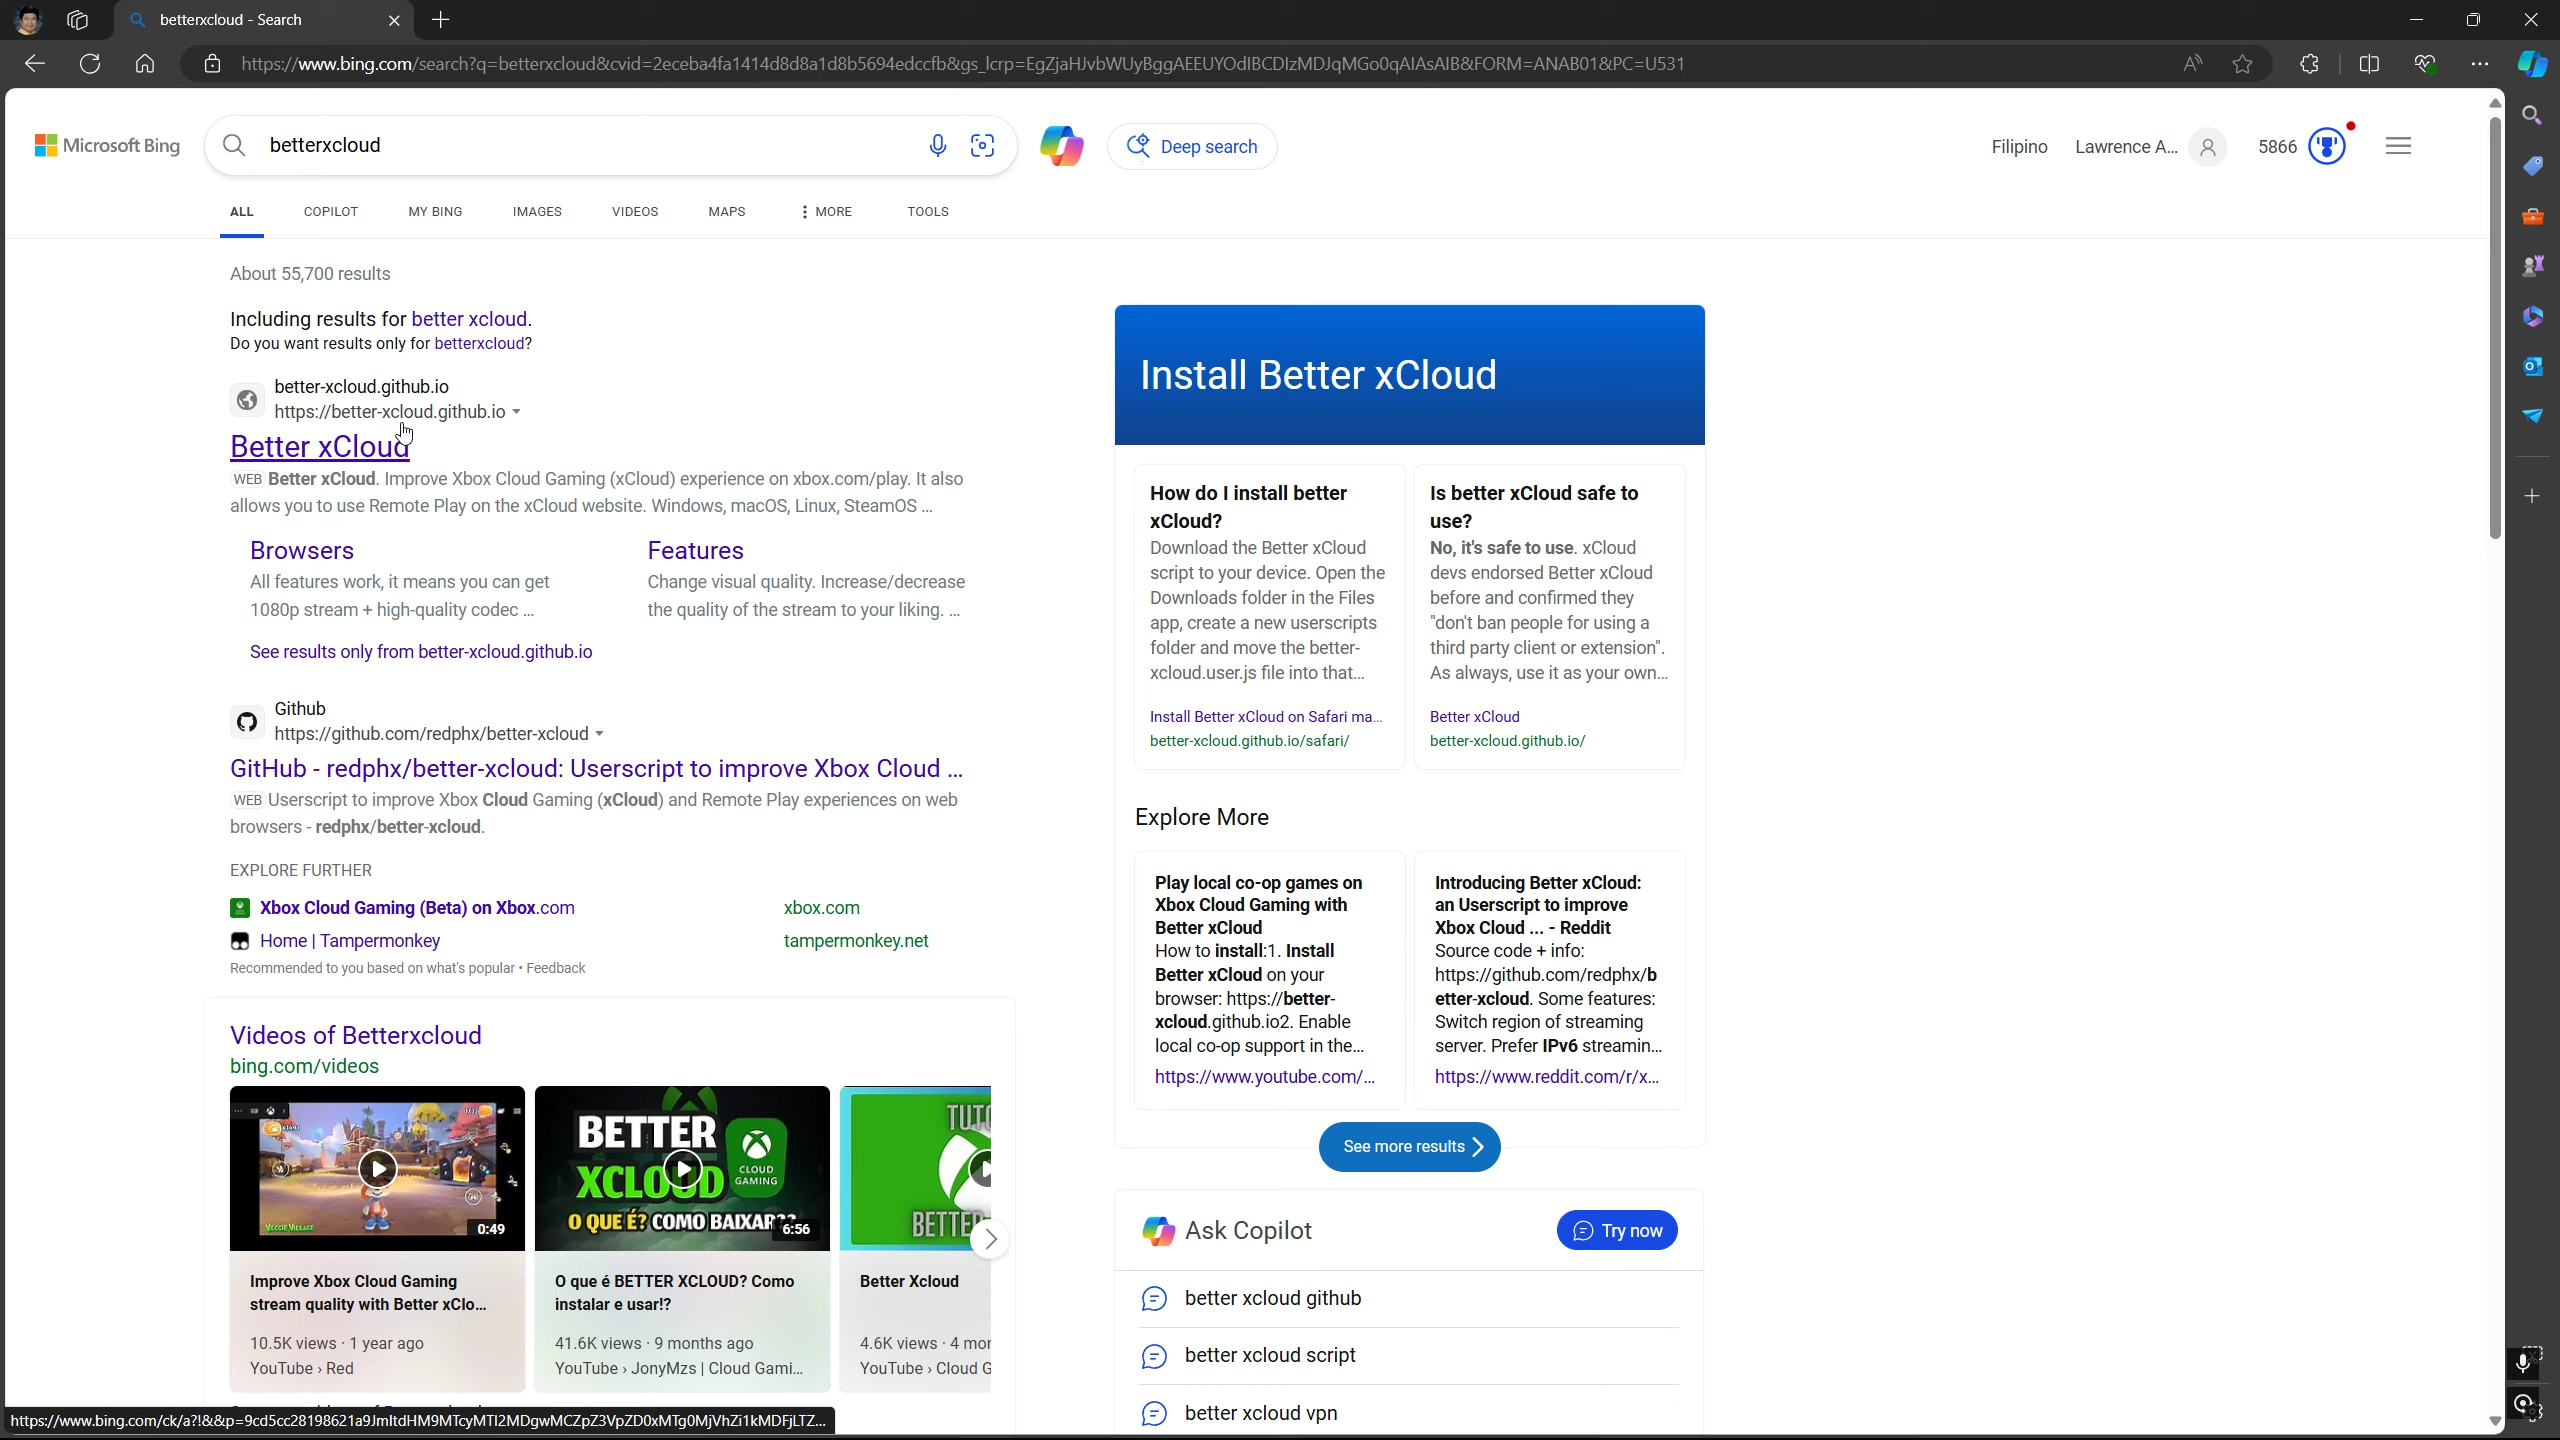 betterxcloud - Search
https://www.bing.com/search?q=betterxcloud&cvid=2eceba4fa1414d8d8a1d8b5694edccfb&gs_lcrp=EgZjaHJvbWUyBggAEEUYOdIBCDIzMDJqMGo0qAIAsAIB&FORM=ANAB01&PC=U531
Microsoft Bing
betterxcloud
Deep search
Filipino
Lawrence A...
5866
ALL COPILOT MY BING IMAGES VIDEOS MAPS MORE TOOLS
About 55,700 results
Including results for better xcloud.
Do you want results only for betterxcloud?
better-xcloud.github.io
https://better-xcloud.github.io
Better xCloud
WEB Better xCloud. Improve Xbox Cloud Gaming (xCloud) experience on xbox.com/play. It also
allows you to use Remote Play on the xCloud website. Windows, macOS, Linux, SteamOS ...
Browsers
All features work, it means you can get
1080p stream + high-quality codec ...
Features
Change visual quality. Increase/decrease
the quality of the stream to your liking. ...
See results only from better-xcloud.github.io
Github
https://github.com/redphx/better-xcloud
GitHub - redphx/better-xcloud: Userscript to improve Xbox Cloud ...
WEB Userscript to improve Xbox Cloud Gaming (xCloud) and Remote Play experiences on web
browsers - redphx/better-xcloud.
EXPLORE FURTHER
Xbox Cloud Gaming (Beta) on Xbox.com xbox.com
Home | Tampermonkey tampermonkey.net
Recommended to you based on what's popular • Feedback
Videos of Betterxcloud
bing.com/videos
VEGGIE VILLAGE
0:49
Improve Xbox Cloud Gaming
stream quality with Better xClo...
10.5K views · 1 year ago
YouTube › Red
BETTER
XCLOUD
CLOUD
GAMING
O QUE É? COMO BAIXAR??
6:56
O que é BETTER XCLOUD? Como
instalar e usar!?
41.6K views · 9 months ago
YouTube › JonyMzs | Cloud Gami...
TUTO
BETTER
Better Xcloud
4.6K views · 4 mor
YouTube › Cloud G
https://www.bing.com/ck/a?!&&p=9cd5cc28198621a9JmltdHM9MTcyMTI2MDgwMCZpZ3VpZD0xMTg0MjVhZi1kMDFjLTZ...
Install Better xCloud
How do I install better
xCloud?
Download the Better xCloud
script to your device. Open the
Downloads folder in the Files
app, create a new userscripts
folder and move the better-
xcloud.user.js file into that...
Install Better xCloud on Safari ma...
better-xcloud.github.io/safari/
Is better xCloud safe to
use?
No, it's safe to use. xCloud
devs endorsed Better xCloud
before and confirmed they
"don't ban people for using a
third party client or extension".
As always, use it as your own...
Better xCloud
better-xcloud.github.io/
Explore More
Play local co-op games on
Xbox Cloud Gaming with
Better xCloud
How to install:1. Install
Better xCloud on your
browser: https://better-
xcloud.github.io2. Enable
local co-op support in the...
https://www.youtube.com/...
Introducing Better xCloud:
an Userscript to improve
Xbox Cloud ... - Reddit
Source code + info:
https://github.com/redphx/b
etter-xcloud. Some features:
Switch region of streaming
server. Prefer IPv6 streamin...
https://www.reddit.com/r/x...
See more results
Ask Copilot
Try now
better xcloud github
better xcloud script
better xcloud vpn